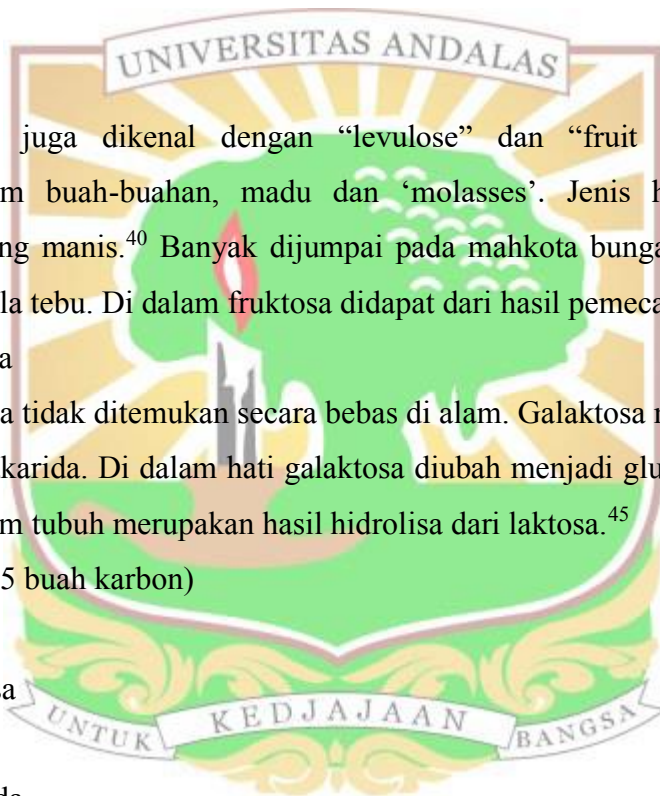 UNIVERSITAS ANDALAS
juga dikenal dengan “levulose” dan “fruit
m buah-buahan, madu dan ‘molasses’. Jenis h
ng manis.40 Banyak dijumpai pada mahkota bunga
la tebu. Di dalam fruktosa didapat dari hasil pemeca
a
a tidak ditemukan secara bebas di alam. Galaktosa m
karida. Di dalam hati galaktosa diubah menjadi glu
m tubuh merupakan hasil hidrolisa dari laktosa.45
5 buah karbon)
sa
UNTUK KEDJAJAAN BANGSA